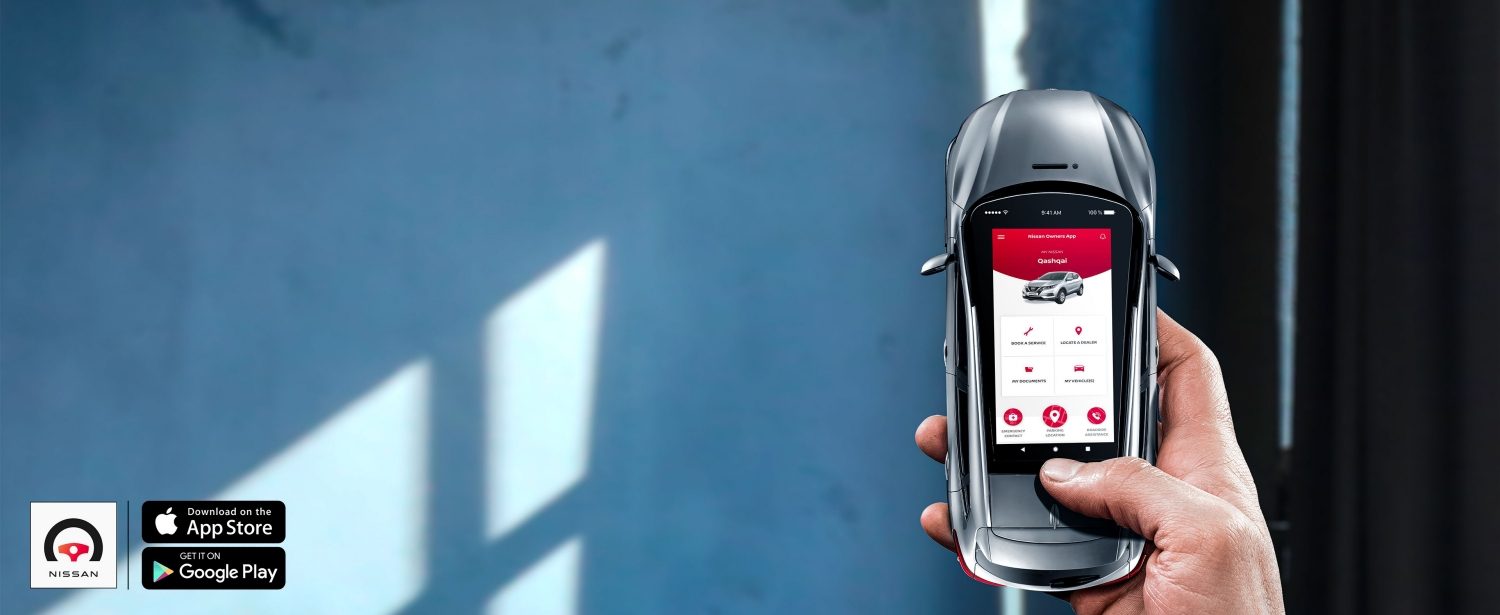 9:41 AM
100 %
Nissan Owners App
MY NISSAN
Qashqai
BOOK A SERVICE
LOCATE A DEALER
MY DOCUMENTS
MY VEHICLE(S)
EMERGENCY
CONTACT
PARKING
LOCATION
ROADSIDE
ASSISTANCE
NISSAN
Download on the
App Store
GET IT ON
Google Play